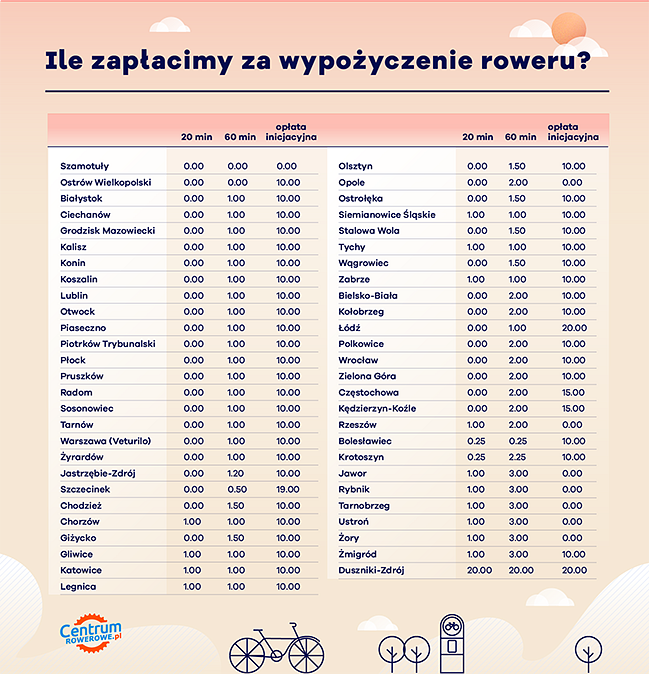 Ile zapłacimy za wypożyczenie roweru?
20 min 60 min opłata inicjacyjna
Szamotuły 0.00 0.00 0.00
Ostrów Wielkopolski 0.00 0.00 10.00
Białystok 0.00 1.00 10.00
Ciechanów 0.00 1.00 10.00
Grodzisk Mazowiecki 0.00 1.00 10.00
Kalisz 0.00 1.00 10.00
Konin 0.00 1.00 10.00
Koszalin 0.00 1.00 10.00
Lublin 0.00 1.00 10.00
Otwock 0.00 1.00 10.00
Piaseczno 0.00 1.00 10.00
Piotrków Trybunalski 0.00 1.00 10.00
Płock 0.00 1.00 10.00
Pruszków 0.00 1.00 10.00
Radom 0.00 1.00 10.00
Sosonowiec 0.00 1.00 10.00
Tarnów 0.00 1.00 10.00
Warszawa (Veturilo) 0.00 1.00 10.00
Żyrardów 0.00 1.00 10.00
Jastrzębie-Zdrój 0.00 1.20 10.00
Szczecinek 0.00 0.50 19.00
Chodzież 0.00 1.50 10.00
Chorzów 1.00 1.00 10.00
Giżycko 0.00 1.50 10.00
Gliwice 1.00 1.00 10.00
Katowice 1.00 1.00 10.00
Legnica 1.00 1.00 10.00
20 min 60 min opłata inicjacyjna
Olsztyn 0.00 1.50 10.00
Opole 0.00 2.00 0.00
Ostrołęka 0.00 1.50 10.00
Siemianowice Śląskie 1.00 1.00 10.00
Stalowa Wola 0.00 1.50 10.00
Tychy 1.00 1.00 10.00
Wągrowiec 0.00 1.50 10.00
Zabrze 1.00 1.00 10.00
Bielsko-Biała 0.00 2.00 10.00
Kołobrzeg 0.00 2.00 10.00
Łódź 0.00 1.00 20.00
Polkowice 0.00 2.00 10.00
Wrocław 0.00 2.00 10.00
Zielona Góra 0.00 2.00 10.00
Częstochowa 0.00 2.00 15.00
Kędzierzyn-Koźle 0.00 2.00 15.00
Rzeszów 1.00 2.00 0.00
Bolesławiec 0.25 0.25 10.00
Krotoszyn 0.25 2.25 10.00
Jawor 1.00 3.00 0.00
Rybnik 1.00 3.00 0.00
Tarnobrzeg 1.00 3.00 0.00
Ustroń 1.00 3.00 0.00
Żory 1.00 3.00 0.00
Żmigród 1.00 3.00 10.00
Duszniki-Zdrój 20.00 20.00 20.00
Centrum
ROWEROWE.pl